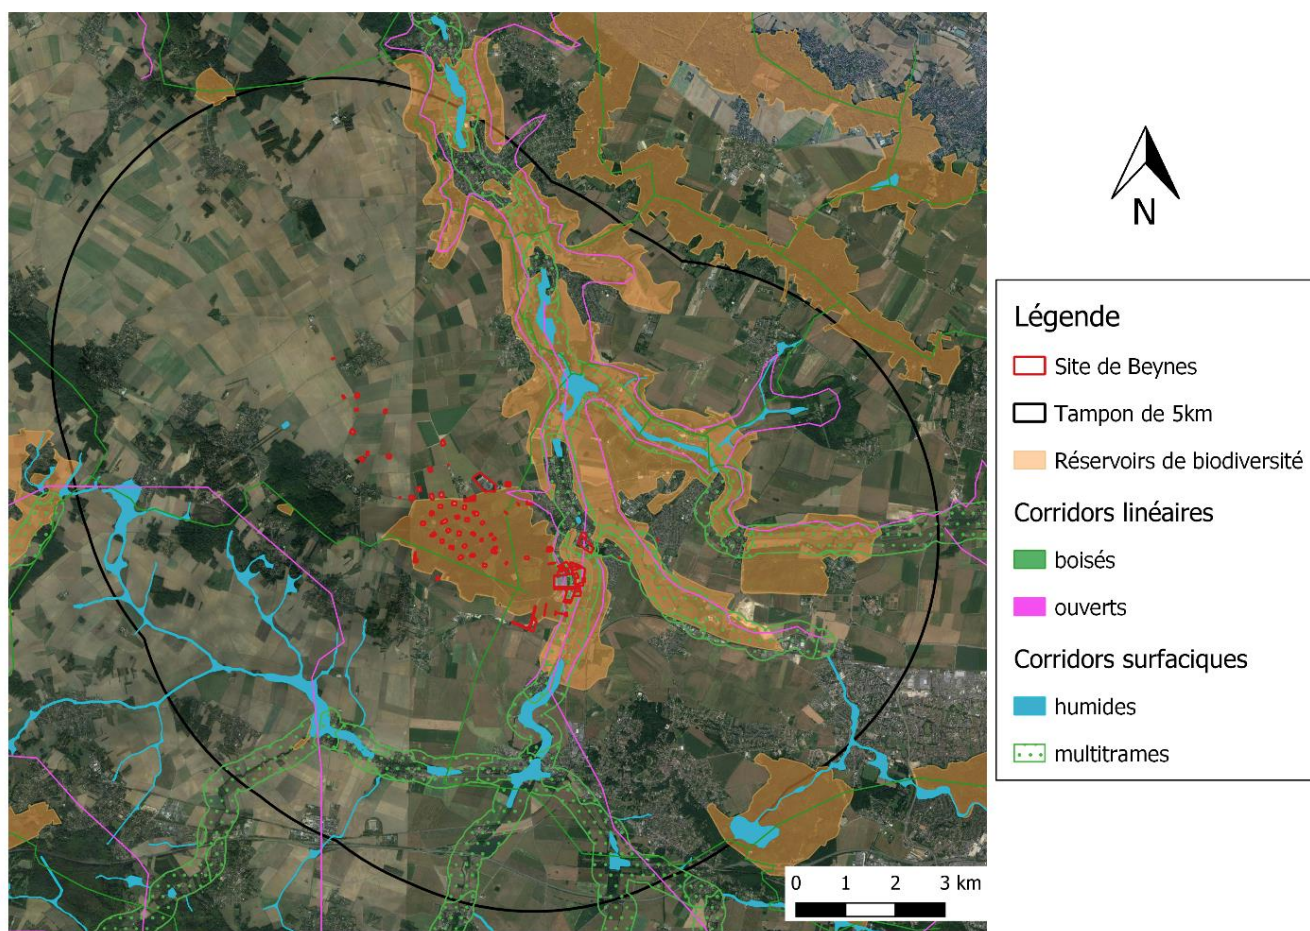 N
Légende
Site de Beynes
Tampon de 5km
Réservoirs de biodiversité
Corridors linéaires
boisés
ouverts
Corridors surfaciques
humides
multitrames
0 1 2 3 km